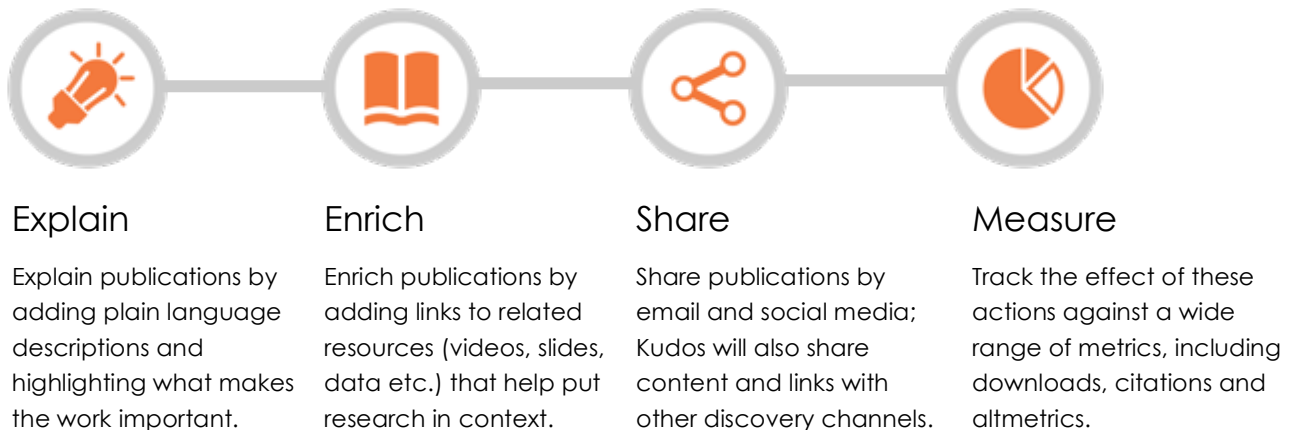 Explain
Explain publications by
adding plain language
descriptions and
highlighting what makes
the work important.
Enrich
Enrich publications by
adding links to related
resources (videos, slides,
data etc.) that help put
research in context.
Share
Share publications by
email and social media;
Kudos will also share
content and links with
other discovery channels.
Measure
Track the effect of these
actions against a wide
range of metrics, including
downloads, citations and
altmetrics.